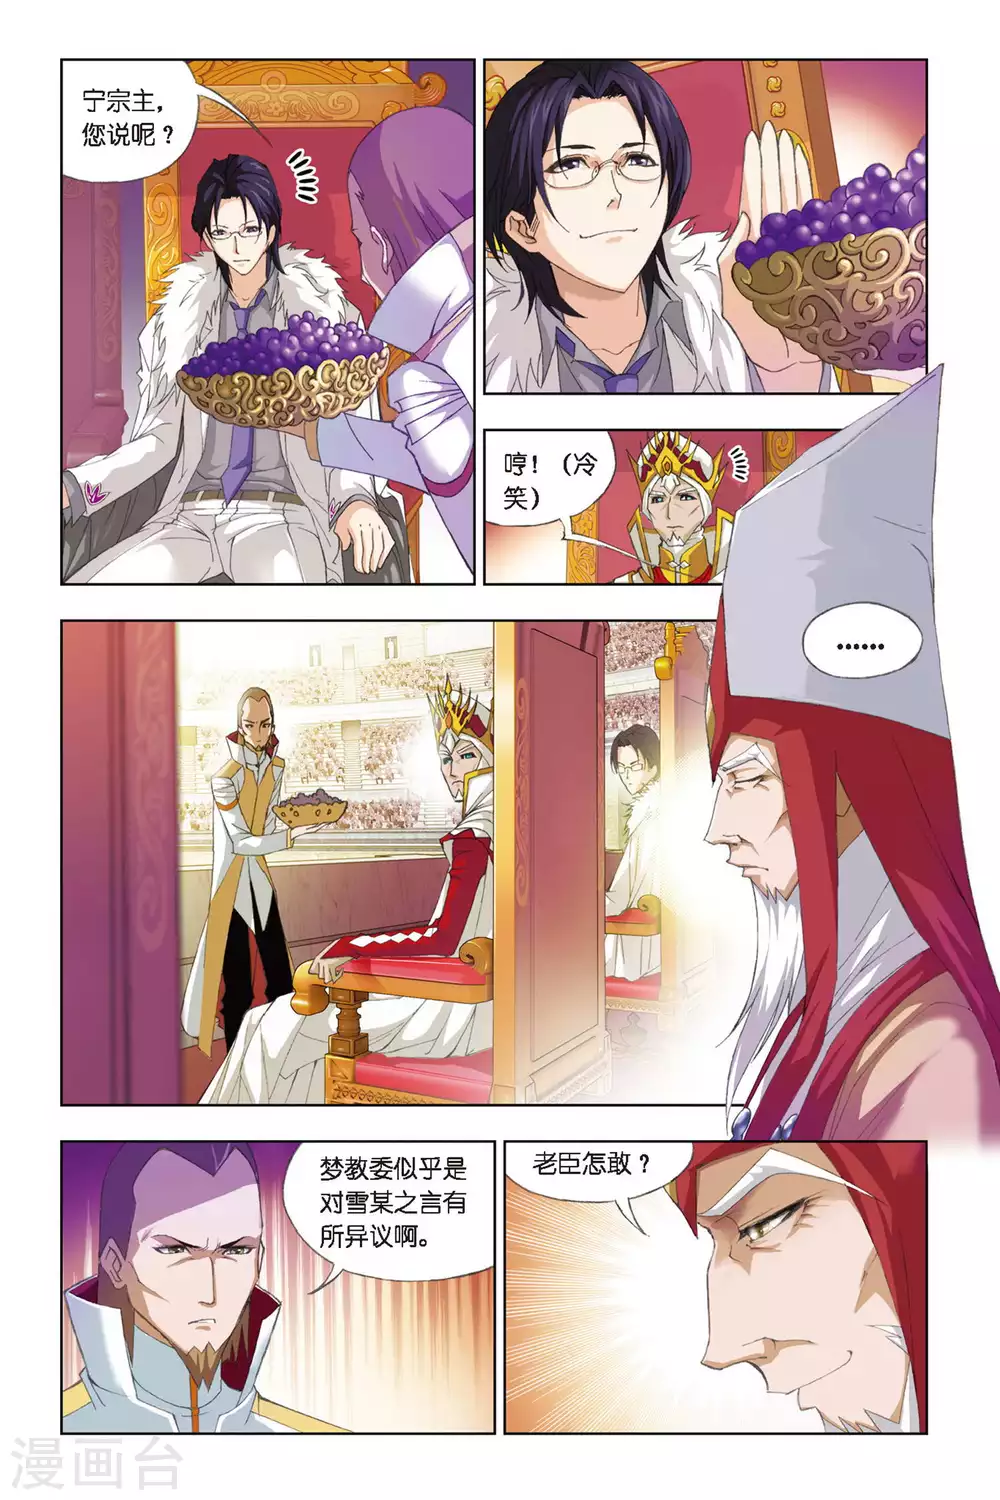 宁宗主，
您说呢？
哼！（冷
笑）
……
梦教委似乎是
对雪某之言有
所异议啊。
老臣怎敢？
漫画台